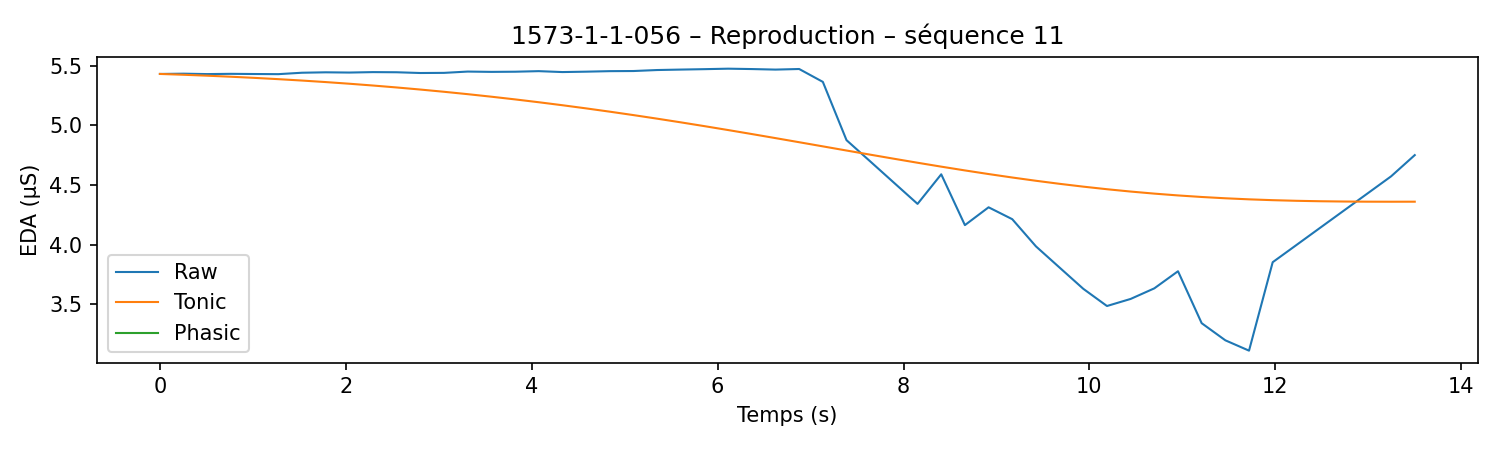 1573-1-1-056 – Reproduction – séquence 11
EDA (µS)
5.5
5.0
4.5
4.0
3.5
Raw
Tonic
Phasic
0 2 4 6 8 10 12 14
Temps (s)